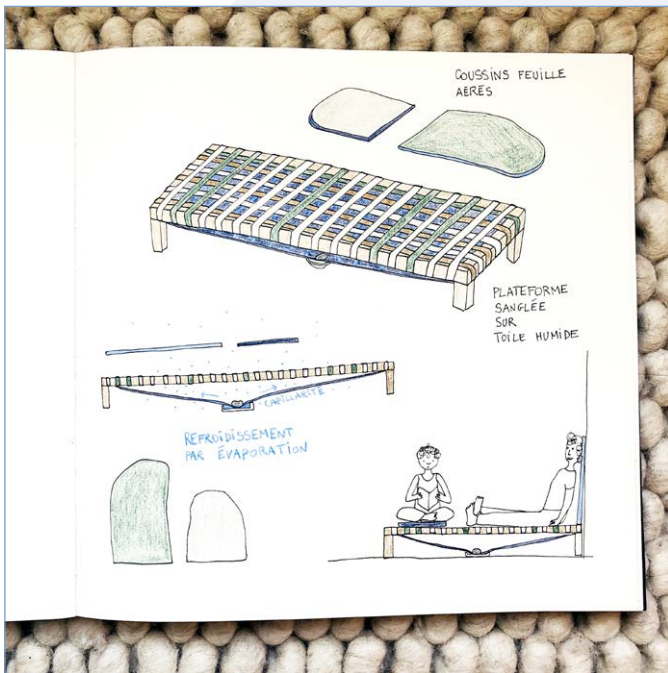 COUSSINS FEUILLE
AÉRÉS
PLATEFORME
SANGLÉE
SUR
TOILE HUMIDE
CAPILLARITÉ
REFROIDISSEMENT
PAR ÉVAPORATION